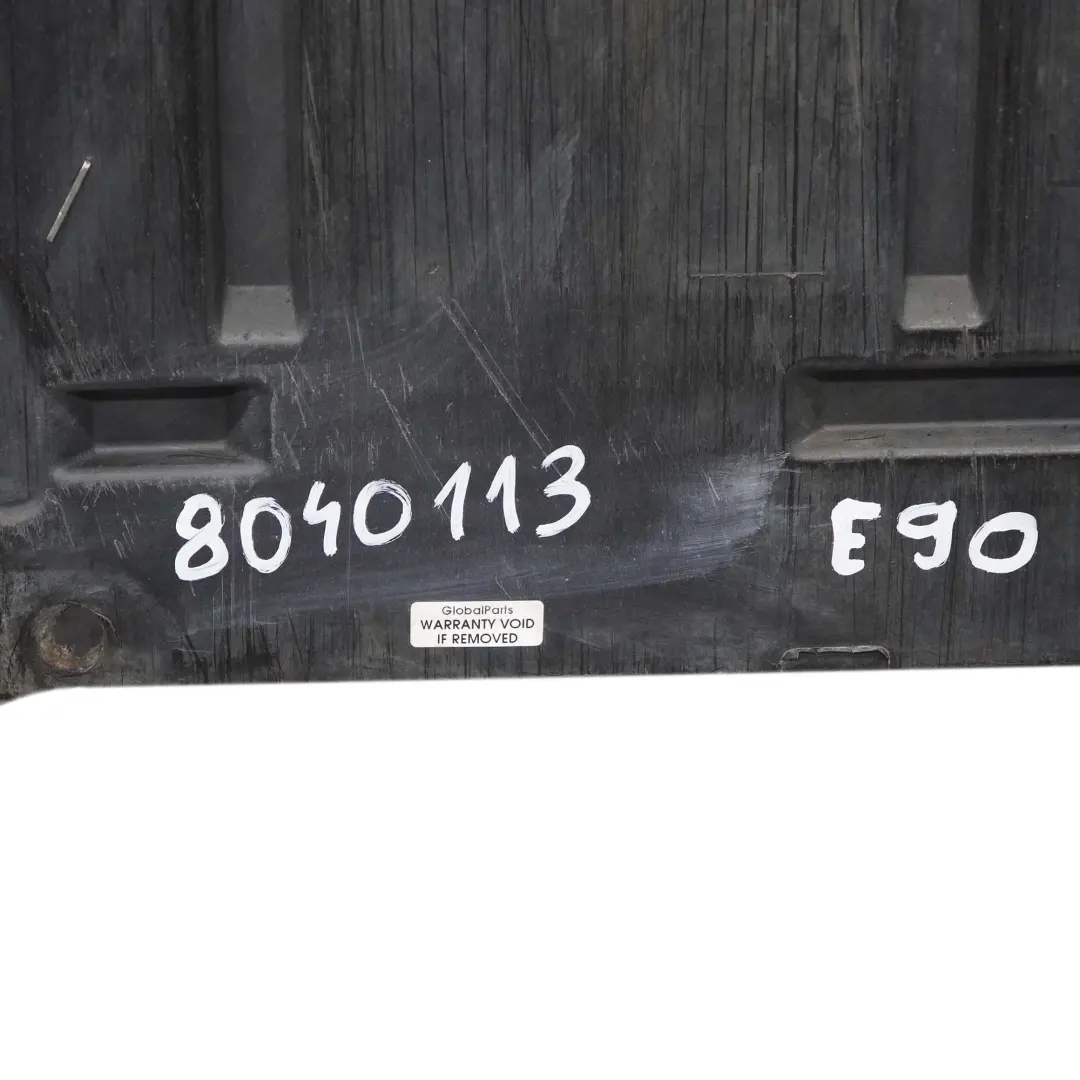 8040113 E90
GlobalParts
WARRANTY VOID
IF REMOVED